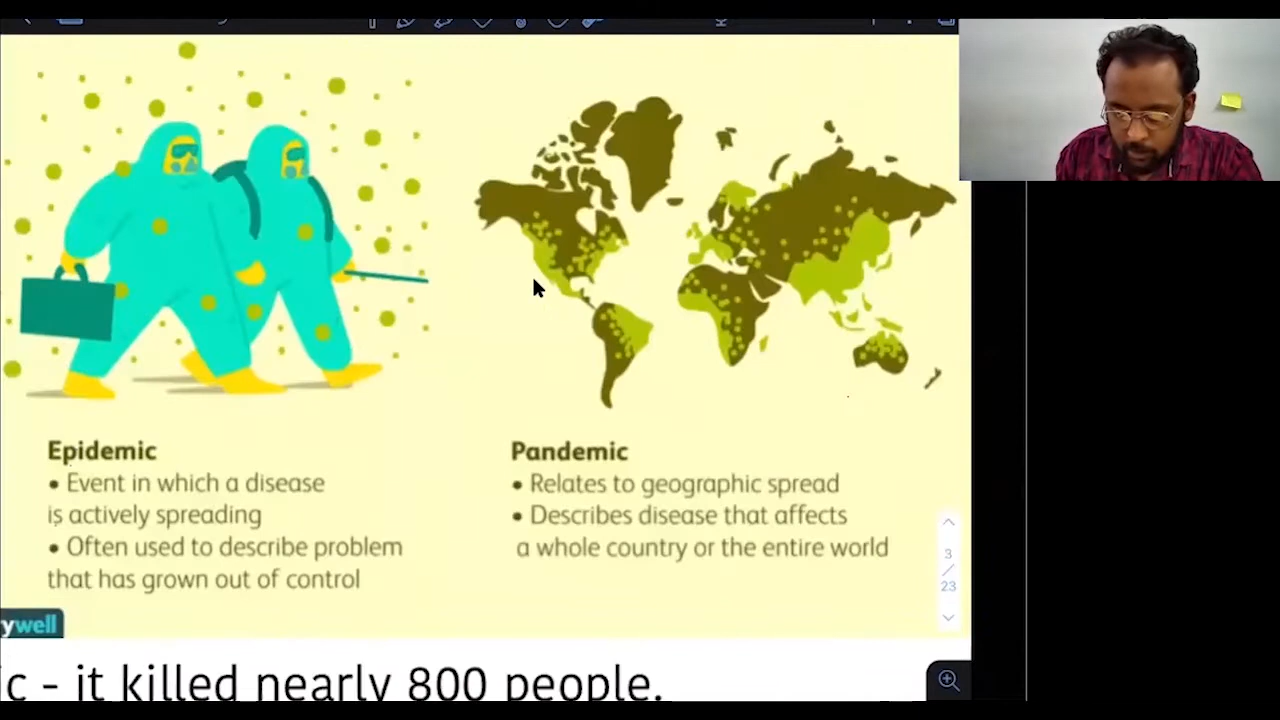 Epidemic
• Event in which a disease
is actively spreading
• Often used to describe problem
that has grown out of control
Pandemic
• Relates to geographic spread
• Describes disease that affects
a whole country or the entire world
3
/
23
ywell
c - it killed nearly 800 people.